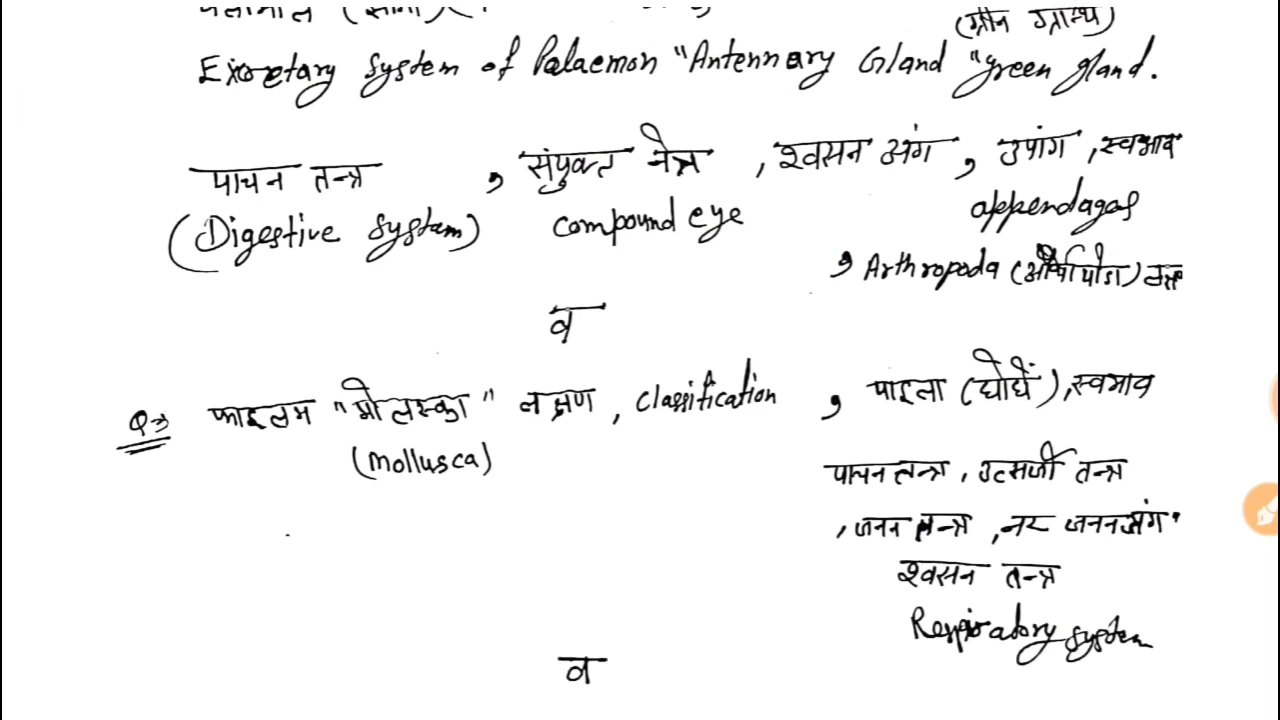 (ग्रीन ग्रन्थि)
Excretary System of Palaemon "Antennary Gland "green gland.
पाचन तन्त्र , संयुक्त नेत्र , श्वसन अंग , उपांग , स्वभाव
(Digestive System) compound eye appendages
, Arthropoda (आर्थोपोडा)
व
Q⇒ फाइलम "मोलस्का" लक्षण , Classification , पाइला (घोघें) , स्वभाव
(Mollusca)
पाचन तन्त्र , उत्सर्जी तन्त्र
, जनन तन्त्र , नर जनन अंग
श्वसन तन्त्र
Respiratory system
व